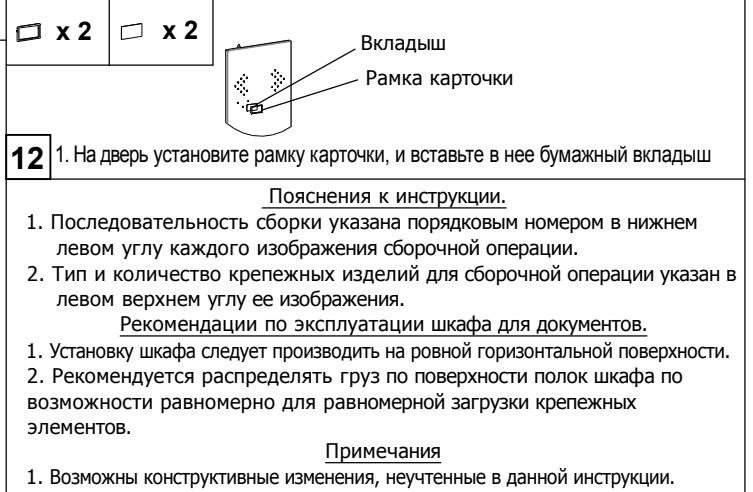 x 2 x 2
Вкладыш
Рамка карточки
12 1. На дверь установите рамку карточки, и вставьте в нее бумажный вкладыш
Пояснения к инструкции.
1. Последовательность сборки указана порядковым номером в нижнем
левом углу каждого изображения сборочной операции.
2. Тип и количество крепежных изделий для сборочной операции указан в
левом верхнем углу ее изображения.
Рекомендации по эксплуатации шкафа для документов.
1. Установку шкафа следует производить на ровной горизонтальной поверхности.
2. Рекомендуется распределять груз по поверхности полок шкафа по
возможности равномерно для равномерной загрузки крепежных
элементов.
Примечания
1. Возможны конструктивные изменения, неучтенные в данной инструкции.